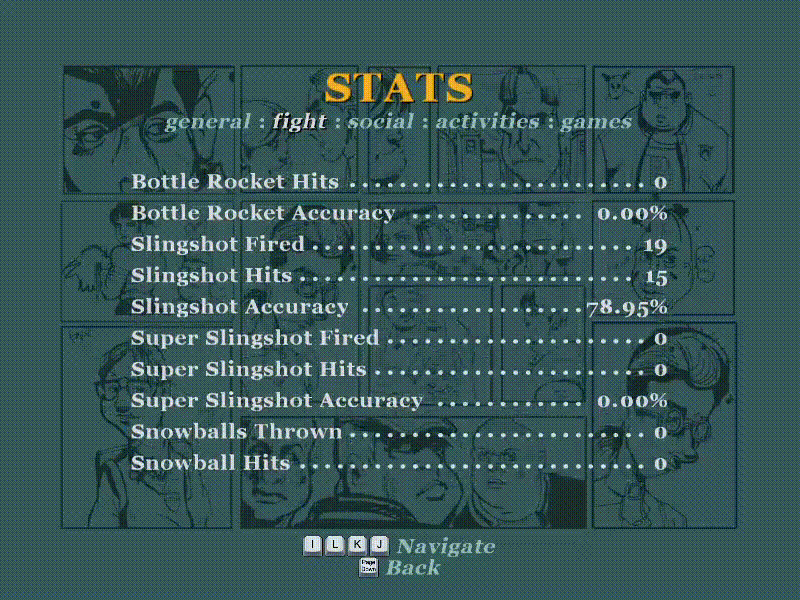 STATS
general : fight : social : activities : games
Bottle Rocket Hits . . . . . . . . . . . . . . . . . . . . . . . . 0
Bottle Rocket Accuracy . . . . . . . . . . . . . . 0.00%
Slingshot Fired . . . . . . . . . . . . . . . . . . . . . . . . . . 19
Slingshot Hits . . . . . . . . . . . . . . . . . . . . . . . . . . . 15
Slingshot Accuracy . . . . . . . . . . . . . . . . . . 78.95%
Super Slingshot Fired . . . . . . . . . . . . . . . . . . . . . 0
Super Slingshot Hits . . . . . . . . . . . . . . . . . . . . . . 0
Super Slingshot Accuracy . . . . . . . . . . . . 0.00%
Snowballs Thrown . . . . . . . . . . . . . . . . . . . . . . . . 0
Snowball Hits . . . . . . . . . . . . . . . . . . . . . . . . . . . . 0
I L K J Navigate
Page Down Back